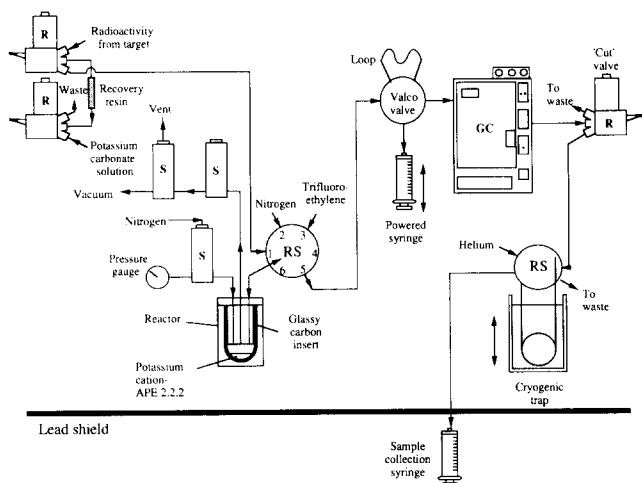 R
Radioactivity
from target
Recovery
resin
R
Waste
Potassium
carbonate
solution
Vent
S
S
Vacuum
Nitrogen
S
Pressure
gauge
Nitrogen
Trifluoro-
ethylene
1
2
3
4
5
6
RS
Reactor
Glassy
carbon
insert
Potassium
cation-
APE 2.2.2
Loop
Valco
valve
Powered
syringe
GC
'Cut'
valve
To
waste
R
Helium
RS
To
waste
Cryogenic
trap
Lead shield
Sample
collection
syringe